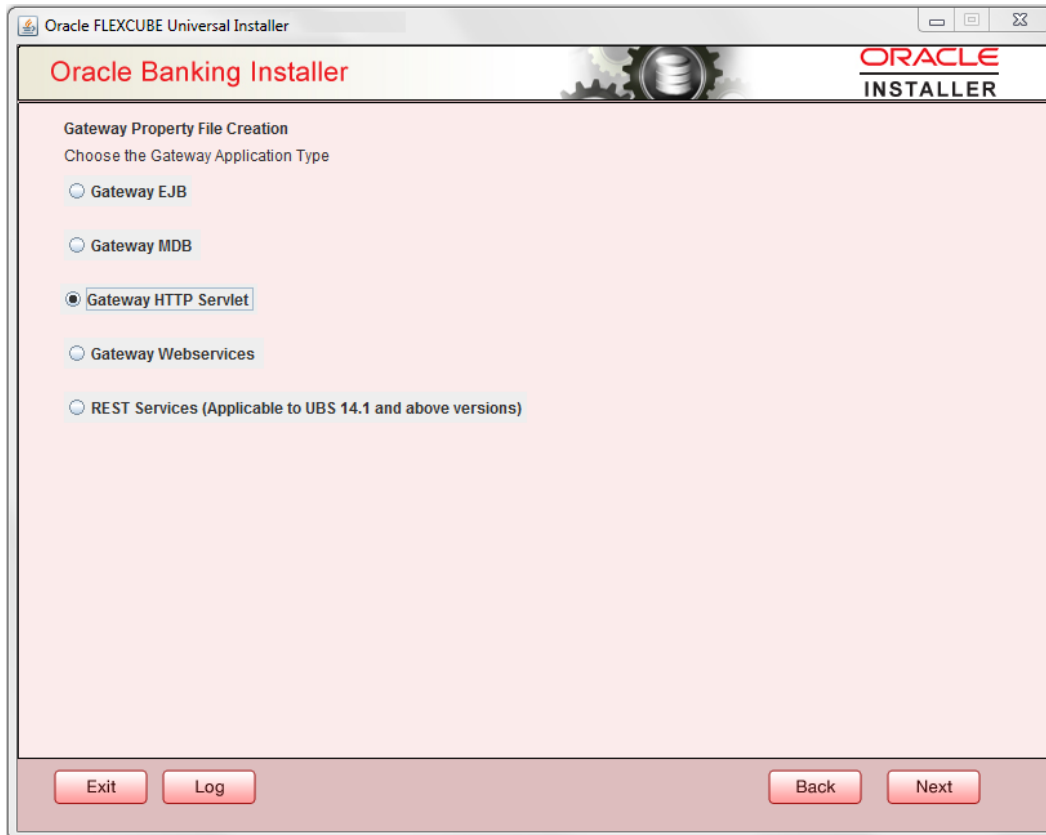 Oracle FLEXCUBE Universal Installer
Oracle Banking Installer
ORACLE
INSTALLER
Gateway Property File Creation
Choose the Gateway Application Type
Gateway EJB
Gateway MDB
Gateway HTTP Servlet
Gateway Webservices
REST Services (Applicable to UBS 14.1 and above versions)
Exit
Log
Back
Next